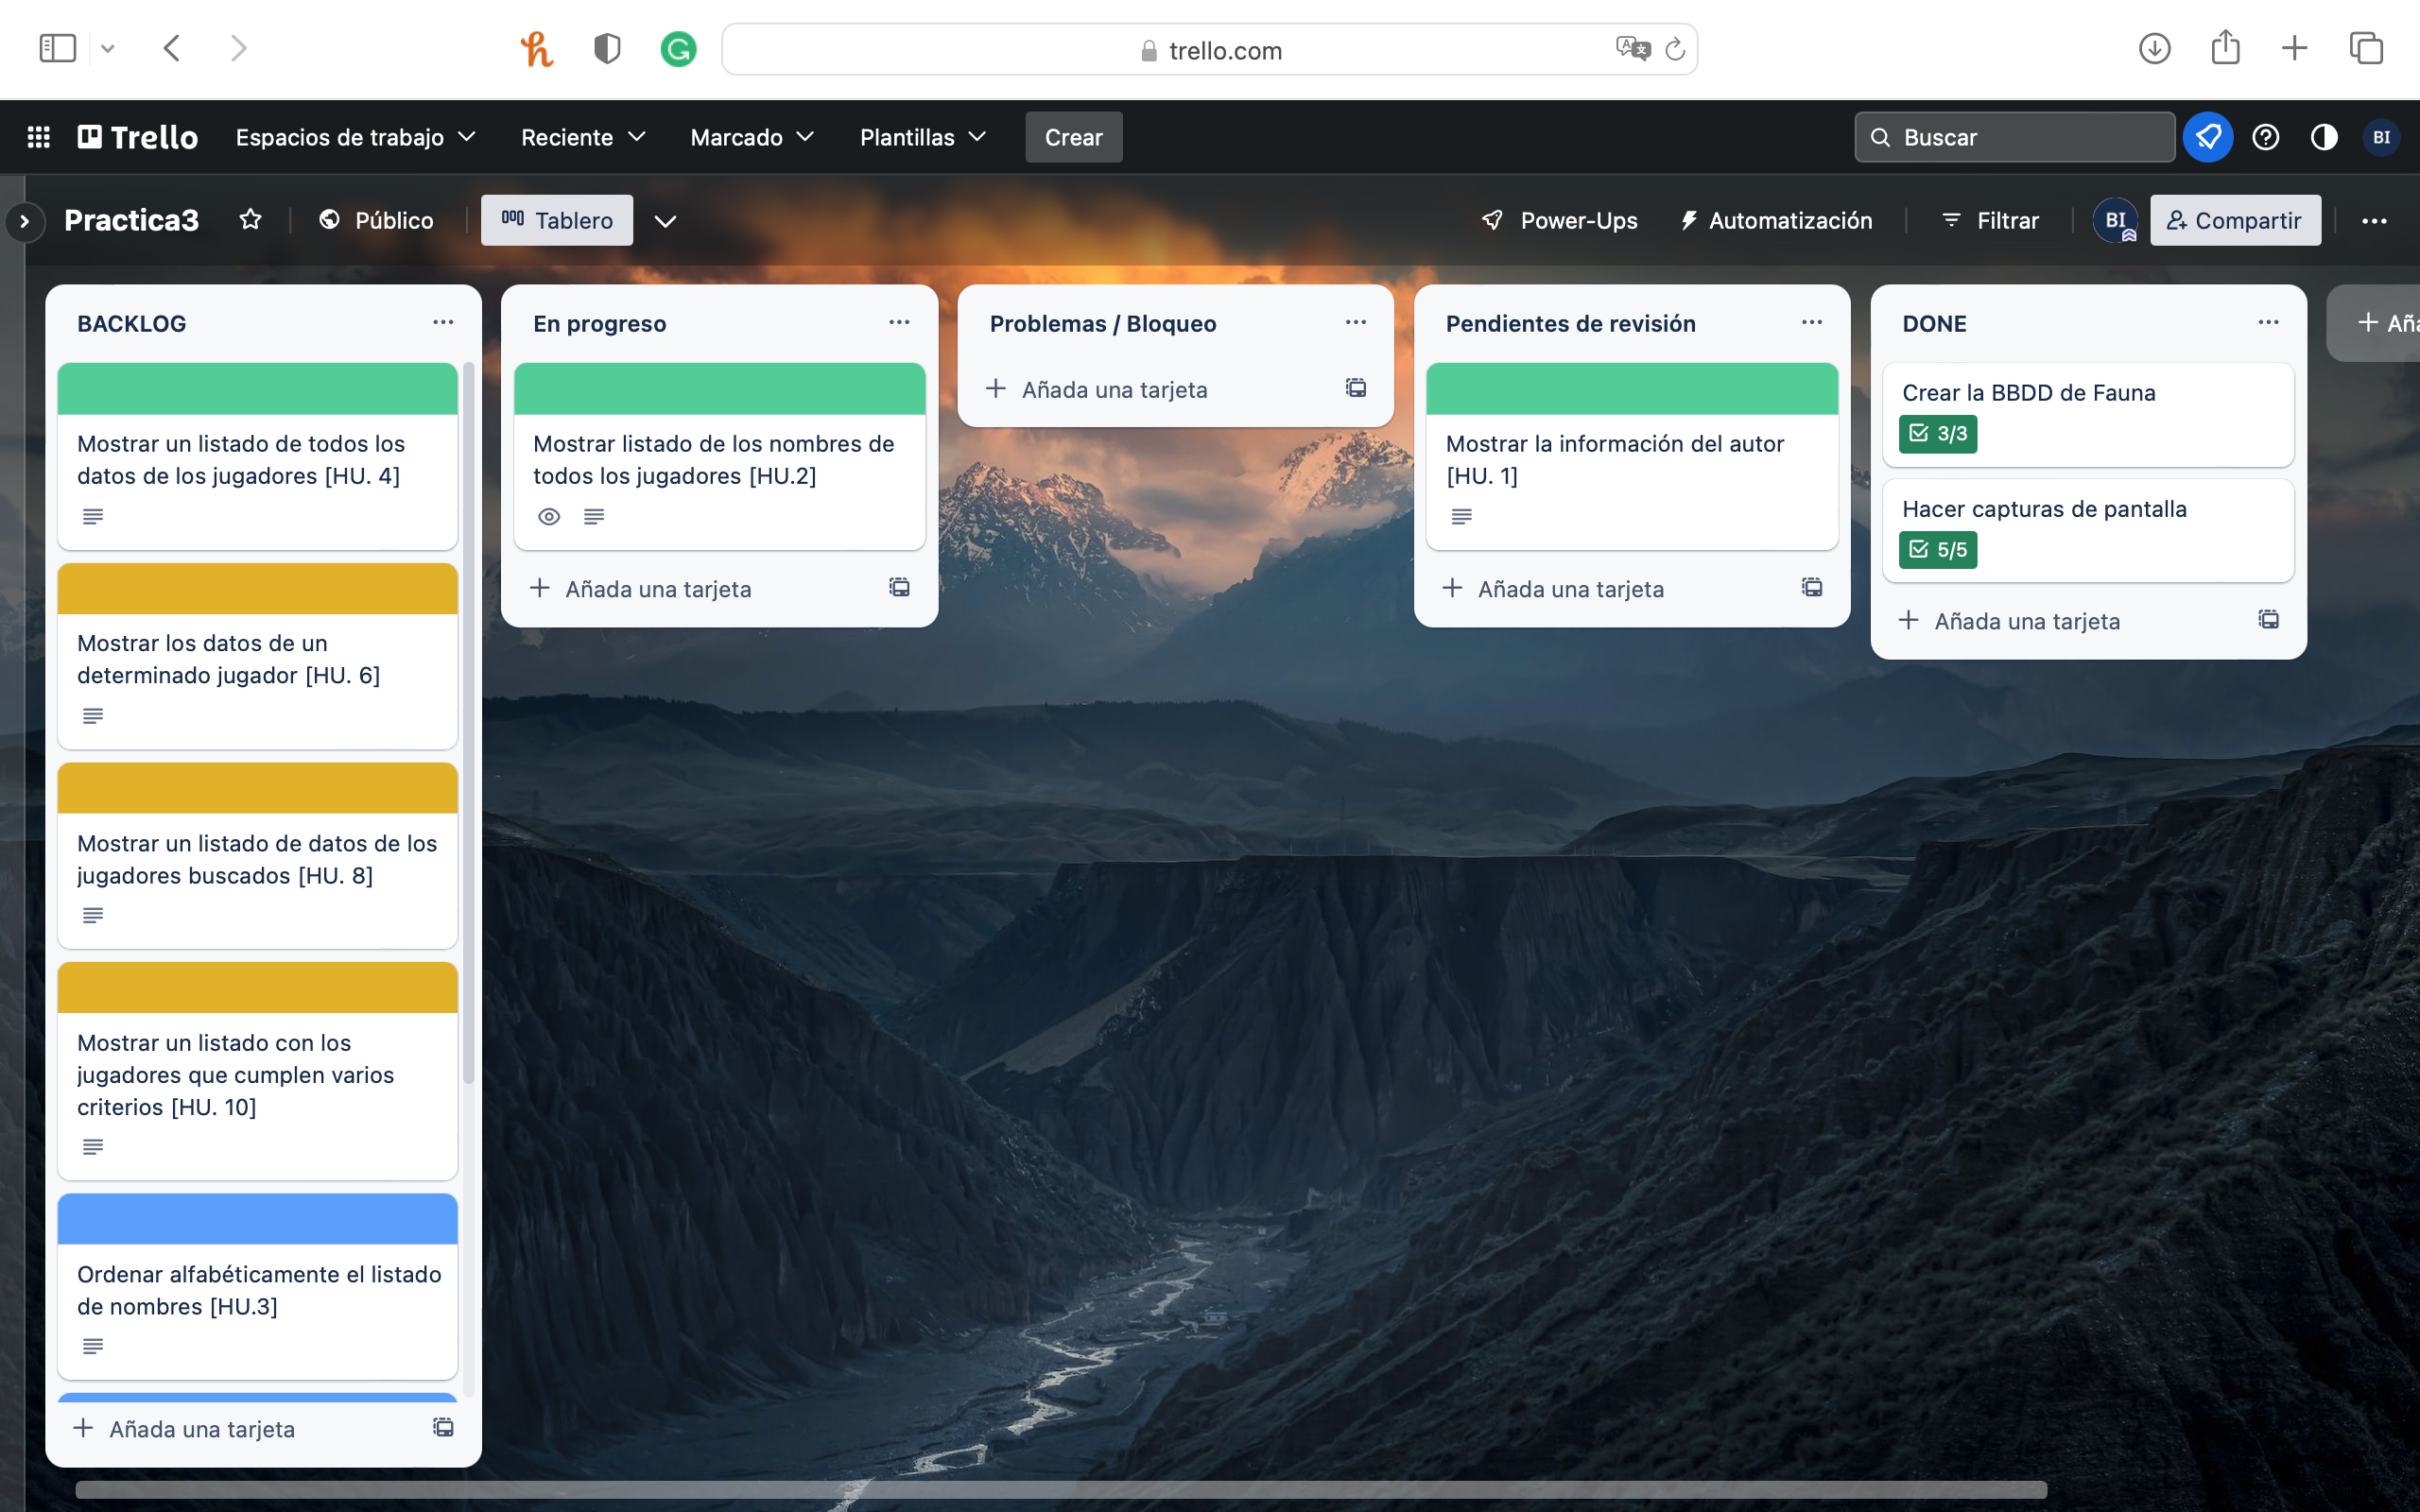 trello.com
Trello
Espacios de trabajo
Reciente
Marcado
Plantillas
Crear
Buscar
BI
Practica3
Público
Tablero
Power-Ups
Automatización
Filtrar
BI
Compartir
BACKLOG
Mostrar un listado de todos los
datos de los jugadores [HU. 4]
Mostrar los datos de un
determinado jugador [HU. 6]
Mostrar un listado de datos de los
jugadores buscados [HU. 8]
Mostrar un listado con los
jugadores que cumplen varios
criterios [HU. 10]
Ordenar alfabéticamente el listado
de nombres [HU.3]
+ Añada una tarjeta
En progreso
Mostrar listado de los nombres de
todos los jugadores [HU.2]
+ Añada una tarjeta
Problemas / Bloqueo
+ Añada una tarjeta
Pendientes de revisión
Mostrar la información del autor
[HU. 1]
+ Añada una tarjeta
DONE
Crear la BBDD de Fauna
3/3
Hacer capturas de pantalla
5/5
+ Añada una tarjeta